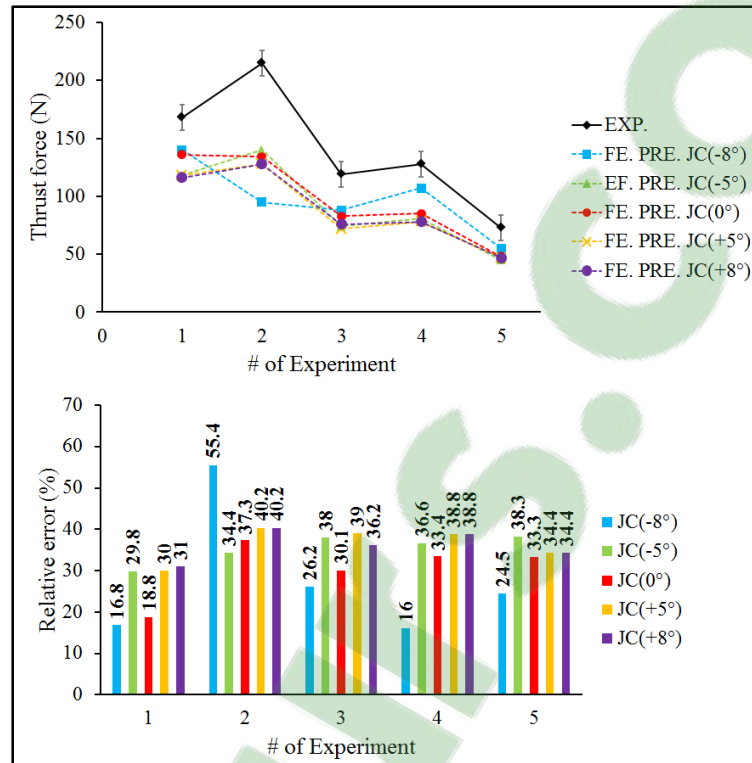 250
200
150
100
50
0
Thrust force (N)
0 1 2 3 4 5
# of Experiment
EXP.
FE. PRE. JC(-8°)
EF. PRE. JC(-5°)
FE. PRE. JC(0°)
FE. PRE. JC(+5°)
FE. PRE. JC(+8°)
70
60
50
40
30
20
10
0
Relative error (%)
16.8 29.8 18.8 30 31
55.4 34.4 37.3 40.2 40.2
26.2 38 30.1 39 36.2
16 36.6 33.4 38.8 38.8
24.5 38.3 33.3 34.4 34.4
1 2 3 4 5
# of Experiment
JC(-8°)
JC(-5°)
JC(0°)
JC(+5°)
JC(+8°)